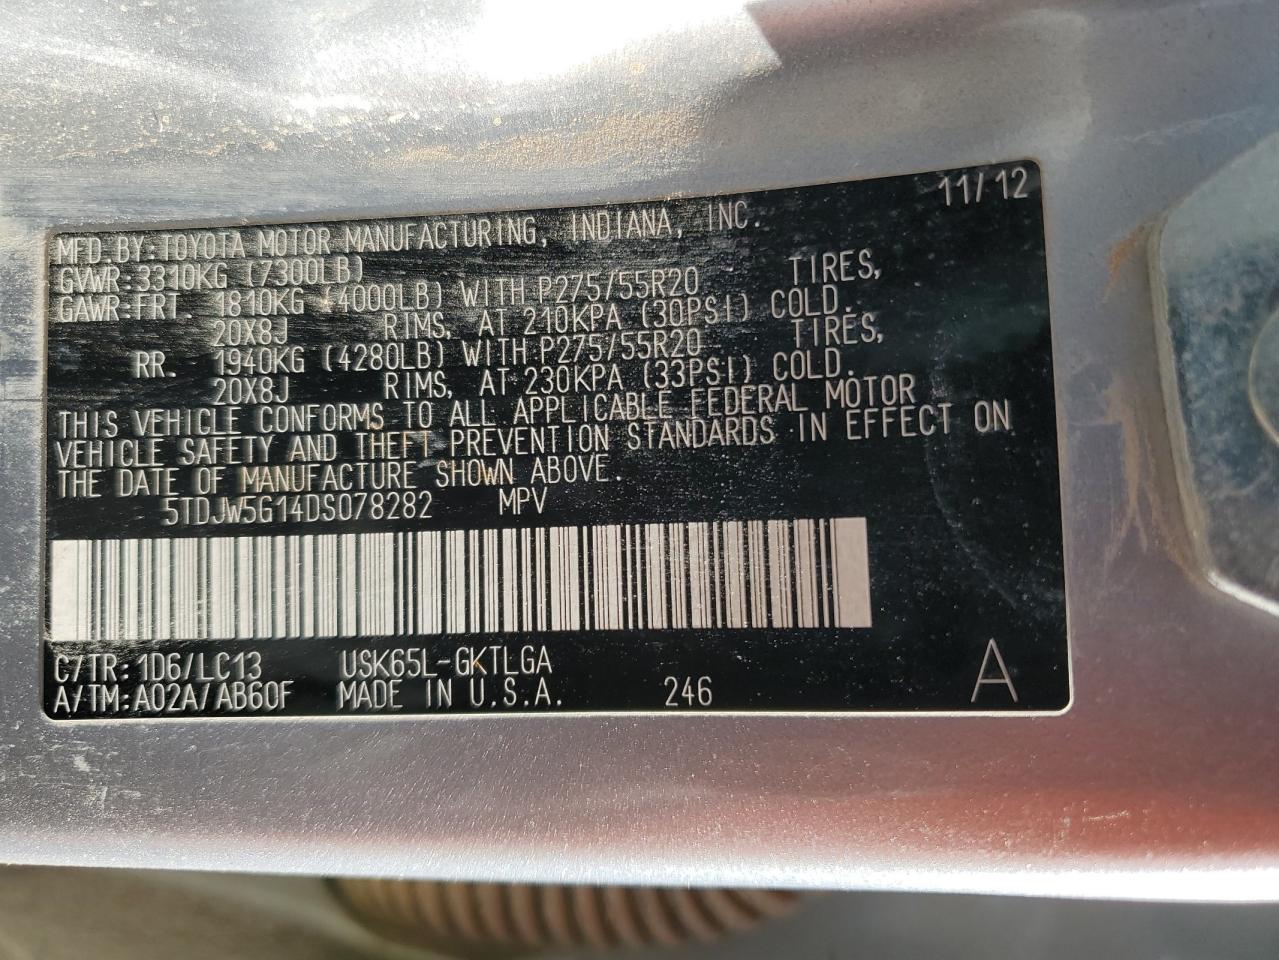 11/12
MFD.BY:TOYOTA MOTOR MANUFACTURING, INDIANA, INC.
GVWR:3310KG (7300LB)
GAWR:FRT. 1810KG (4000LB) WITH P275/55R20 TIRES,
20X8J RIMS, AT 210KPA (30PSI) COLD.
RR. 1940KG (4280LB) WITH P275/55R20 TIRES,
20X8J RIMS, AT 230KPA (33PSI) COLD.
THIS VEHICLE CONFORMS TO ALL APPLICABLE FEDERAL MOTOR
VEHICLE SAFETY AND THEFT PREVENTION STANDARDS IN EFFECT ON
THE DATE OF MANUFACTURE SHOWN ABOVE.
5TDJW5G14DS078282 MPV
C/TR: 1D6/LC13 USK65L-GKTLGA
A/TM:A02A/AB60F MADE IN U.S.A. 246 A